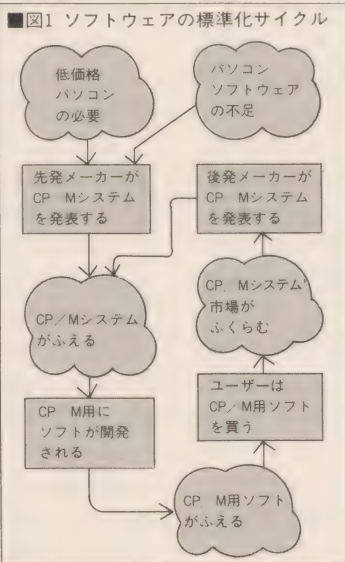 ■図1 ソフトウェアの標準化サイクル
低価格
パソコン
の必要
パソコン
ソフトウェア
の不足
先発メーカーが
CP Mシステム
を発表する
後発メーカーが
CP Mシステム
を発表する
CP/Mシステム
がふえる
CP. Mシステム
市場が
ふくらむ
CP M用に
ソフトが開発
される
ユーザーは
CP/M用ソフト
を買う
CP M用ソフト
がふえる